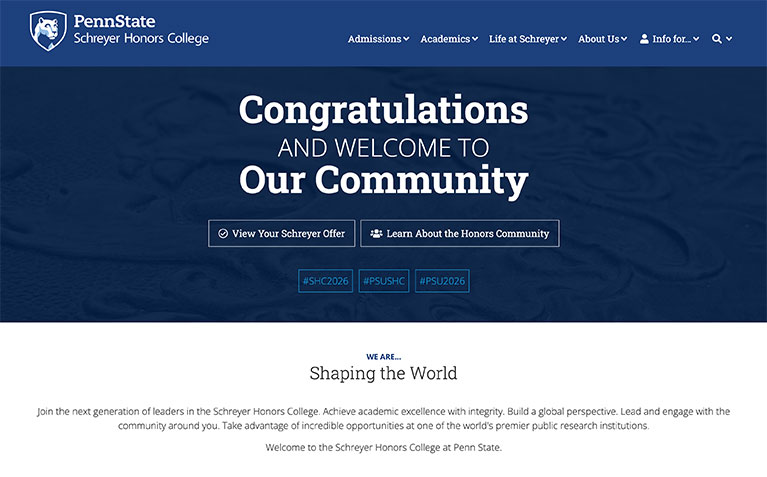 PennState
Schreyer Honors College
Admissions Academics Life at Schreyer About Us Info for...
Congratulations
AND WELCOME TO
Our Community
View Your Schreyer Offer Learn About the Honors Community
#SHC2026 #PSUSHC #PSU2026
WE ARE...
Shaping the World
Join the next generation of leaders in the Schreyer Honors College. Achieve academic excellence with integrity. Build a global perspective. Lead and engage with the
community around you. Take advantage of incredible opportunities at one of the world's premier public research institutions.
Welcome to the Schreyer Honors College at Penn State.